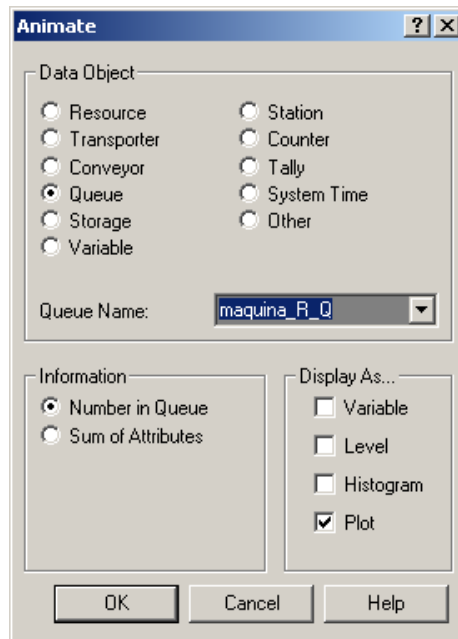 Animate
Data Object
Resource
Station
Transporter
Counter
Conveyor
Tally
Queue
System Time
Storage
Other
Variable
Queue Name:
maquina_R_Q
Information
Number in Queue
Sum of Attributes
Display As...
Variable
Level
Histogram
Plot
OK
Cancel
Help